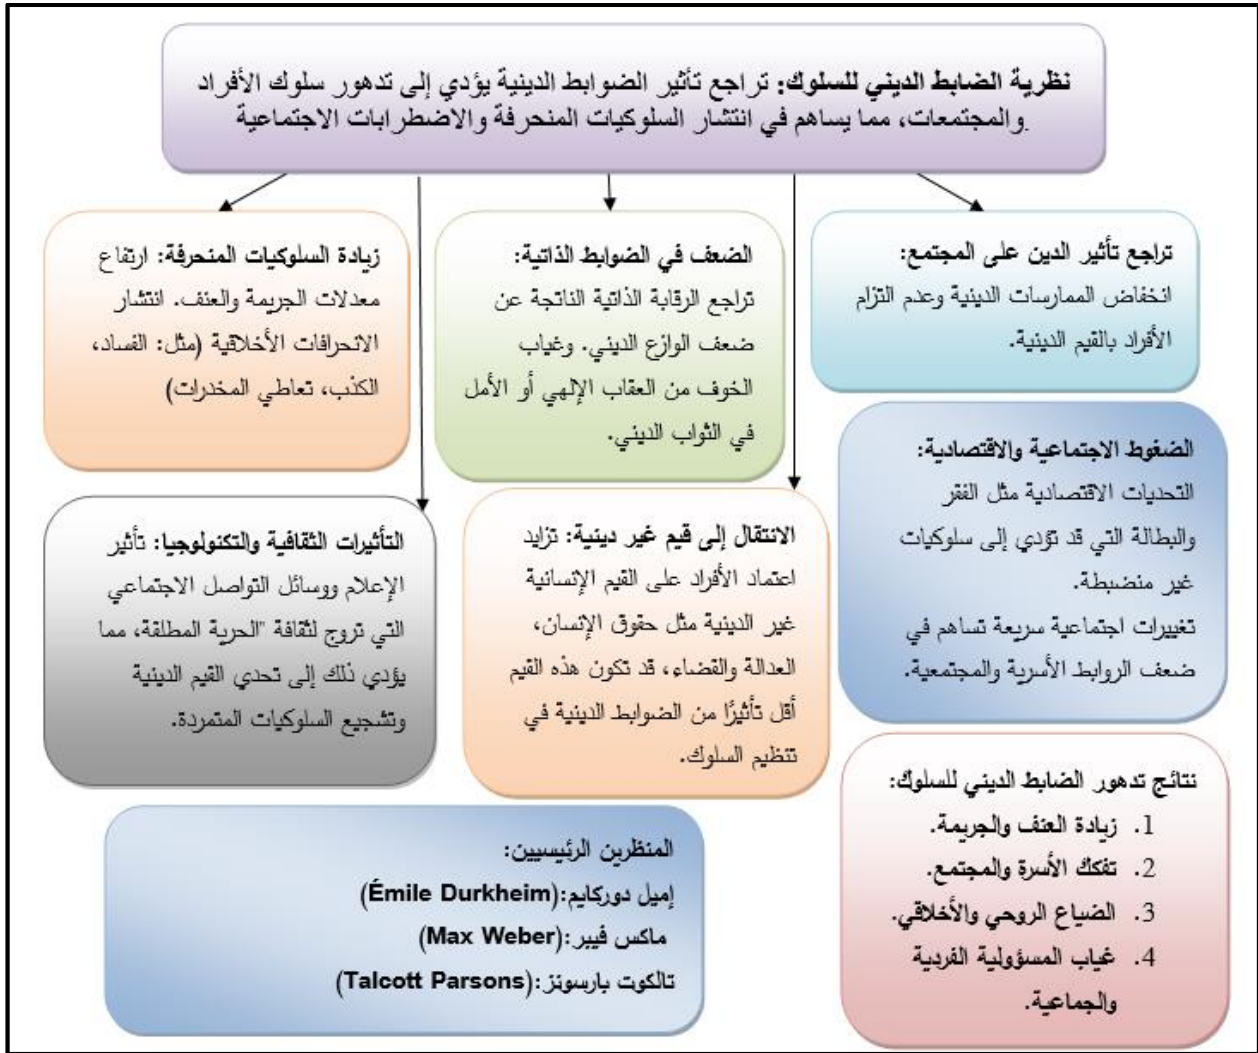 نظرية الضابط الديني للسلوك: تراجع تأثير الضوابط الدينية يؤدي إلى تدهور سلوك الأفراد
والمجتمعات، مما يساهم في انتشار السلوكيات المنحرفة والاضطرابات الاجتماعية.
تراجع تأثير الدين على المجتمع:
انخفاض الممارسات الدينية وعدم التزام
الأفراد بالقيم الدينية.
الضعف في الضوابط الذاتية:
تراجع الرقابة الذاتية الناتجة عن
ضعف الوازع الديني. وغياب
الخوف من العقاب الإلهي أو الأمل
في الثواب الديني.
زيادة السلوكيات المنحرفة: ارتفاع
معدلات الجريمة والعنف. انتشار
الانحرافات الأخلاقية (مثل: الفساد،
الكذب، تعاطي المخدرات)
الضغوط الاجتماعية والاقتصادية:
التحديات الاقتصادية مثل الفقر
والبطالة التي قد تؤدي إلى سلوكيات
غير منضبطة.
تغييرات اجتماعية سريعة تساهم في
ضعف الروابط الأسرية والمجتمعية.
الانتقال إلى قيم غير دينية: تزايد
اعتماد الأفراد على القيم الإنسانية
غير الدينية مثل حقوق الإنسان،
العدالة والقضاء، قد تكون هذه القيم
أقل تأثيرًا من الضوابط الدينية في
تنظيم السلوك.
التأثيرات الثقافية والتكنولوجيا: تأثير
الإعلام ووسائل التواصل الاجتماعي
التي تروج لثقافة "الحرية المطلقة، مما
يؤدي ذلك إلى تحدي القيم الدينية
وتشجيع السلوكيات المتمردة.
نتائج تدهور الضابط الديني للسلوك:
1. زيادة العنف والجريمة.
2. تفكك الأسرة والمجتمع.
3. الضياع الروحي والأخلاقي.
4. غياب المسؤولية الفردية
والجماعية.
المنظرين الرئيسيين:
إميل دوركايم:(Émile Durkheim)
ماكس فيبر:(Max Weber)
تالكوت بارسونز:(Talcott Parsons)